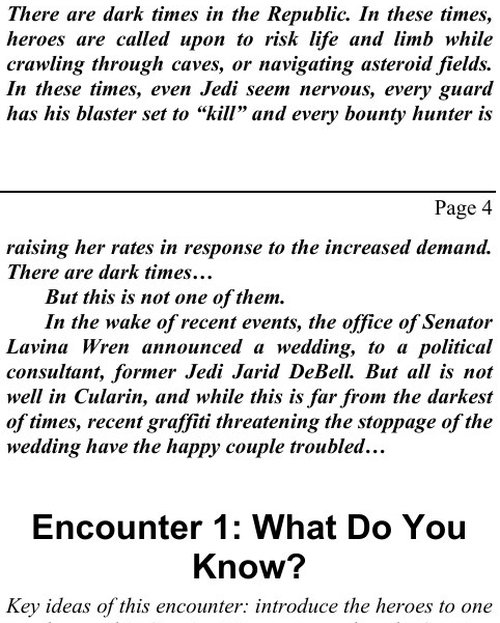 There are dark times in the Republic. In these times,
heroes are called upon to risk life and limb while
crawling through caves, or navigating asteroid fields.
In these times, even Jedi seem nervous, every guard
has his blaster set to “kill” and every bounty hunter is
Page 4
raising her rates in response to the increased demand.
There are dark times…
But this is not one of them.
In the wake of recent events, the office of Senator
Lavina Wren announced a wedding, to a political
consultant, former Jedi Jarid DeBell. But all is not
well in Cularin, and while this is far from the darkest
of times, recent graffiti threatening the stoppage of the
wedding have the happy couple troubled…
Encounter 1: What Do You
Know?
Key ideas of this encounter: introduce the heroes to one